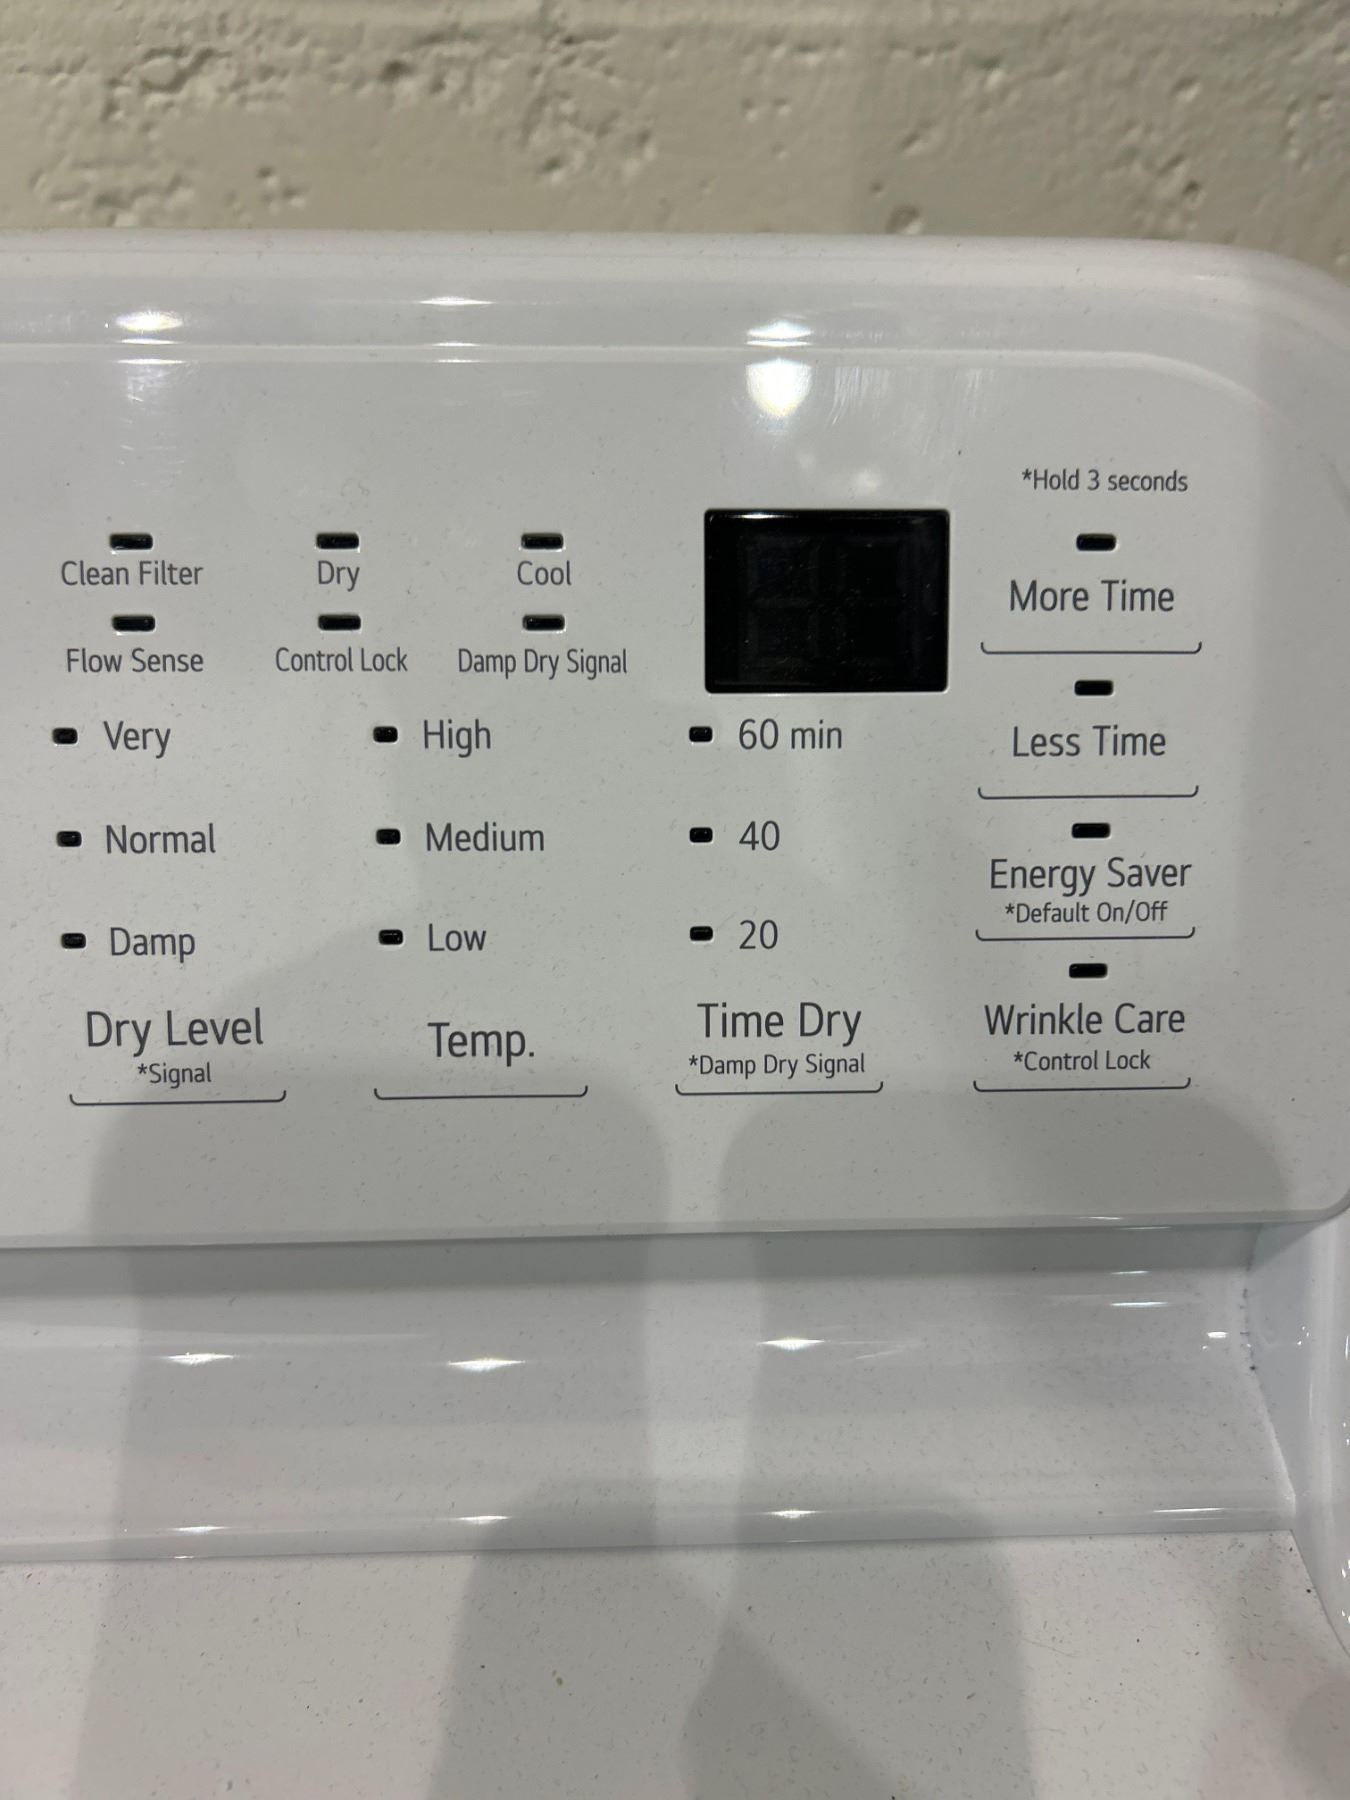 *Hold 3 seconds
Clean Filter
Dry
Cool
More Time
Flow Sense
Control Lock
Damp Dry Signal
Very
High
60 min
Less Time
Normal
Medium
40
Energy Saver
*Default On/Off
Damp
Low
20
Dry Level
*Signal
Temp.
Time Dry
*Damp Dry Signal
Wrinkle Care
*Control Lock